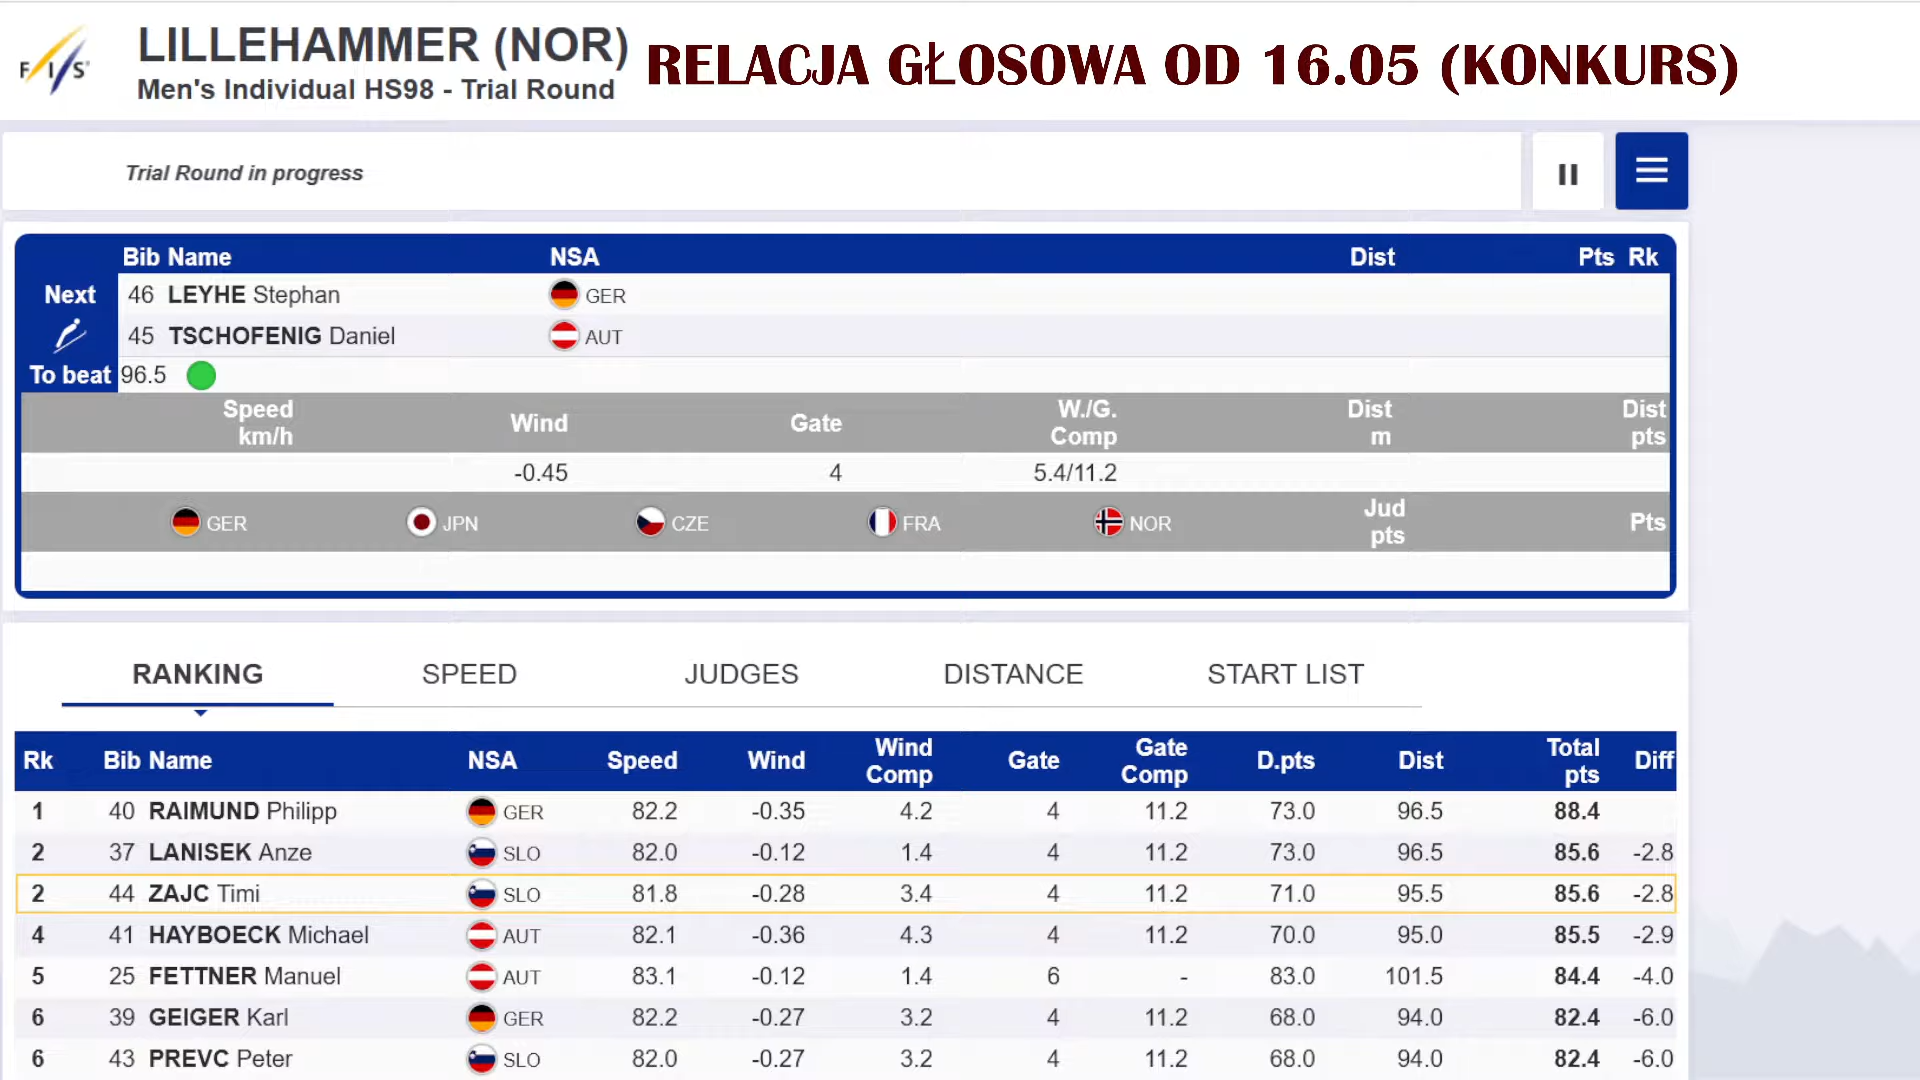 FIS
LILLEHAMMER (NOR)
Men's Individual HS98 - Trial Round
RELACJA GŁOSOWA OD 16.05 (KONKURS)
Trial Round in progress
Bib Name NSA Dist Pts Rk
Next 46 LEYHE Stephan GER
45 TSCHOFENIG Daniel AUT
To beat 96.5
Speed km/h Wind Gate W./G. Comp Dist m Dist pts
-0.45 4 5.4/11.2
GER JPN CZE FRA NOR Jud pts Pts
RANKING SPEED JUDGES DISTANCE START LIST
Rk Bib Name NSA Speed Wind Wind Comp Gate Gate Comp D.pts Dist Total pts Diff
1 40 RAIMUND Philipp GER 82.2 -0.35 4.2 4 11.2 73.0 96.5 88.4
2 37 LANISEK Anze SLO 82.0 -0.12 1.4 4 11.2 73.0 96.5 85.6 -2.8
2 44 ZAJC Timi SLO 81.8 -0.28 3.4 4 11.2 71.0 95.5 85.6 -2.8
4 41 HAYBOECK Michael AUT 82.1 -0.36 4.3 4 11.2 70.0 95.0 85.5 -2.9
5 25 FETTNER Manuel AUT 83.1 -0.12 1.4 6 - 83.0 101.5 84.4 -4.0
6 39 GEIGER Karl GER 82.2 -0.27 3.2 4 11.2 68.0 94.0 82.4 -6.0
6 43 PREVC Peter SLO 82.0 -0.27 3.2 4 11.2 68.0 94.0 82.4 -6.0